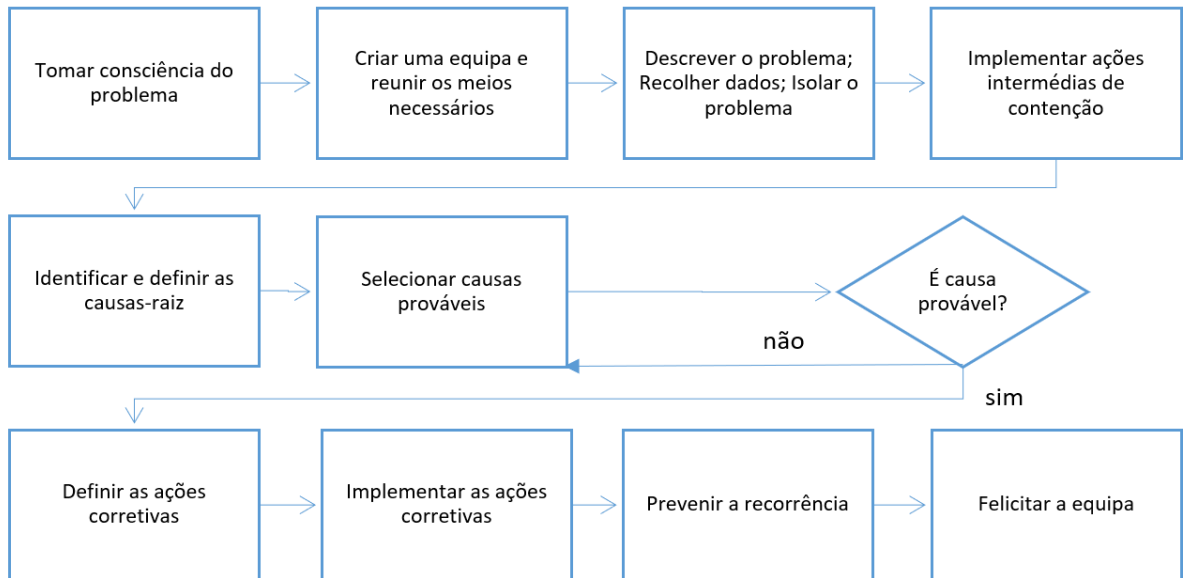 Tomar consciência do
problema
Criar uma equipa e
reunir os meios
necessários
Descrever o problema;
Recolher dados; Isolar o
problema
Implementar ações
intermédias de
contenção
Identificar e definir as
causas-raiz
Selecionar causas
prováveis
É causa
provável?
não
sim
Definir as ações
corretivas
Implementar as ações
corretivas
Prevenir a recorrência
Felicitar a equipa